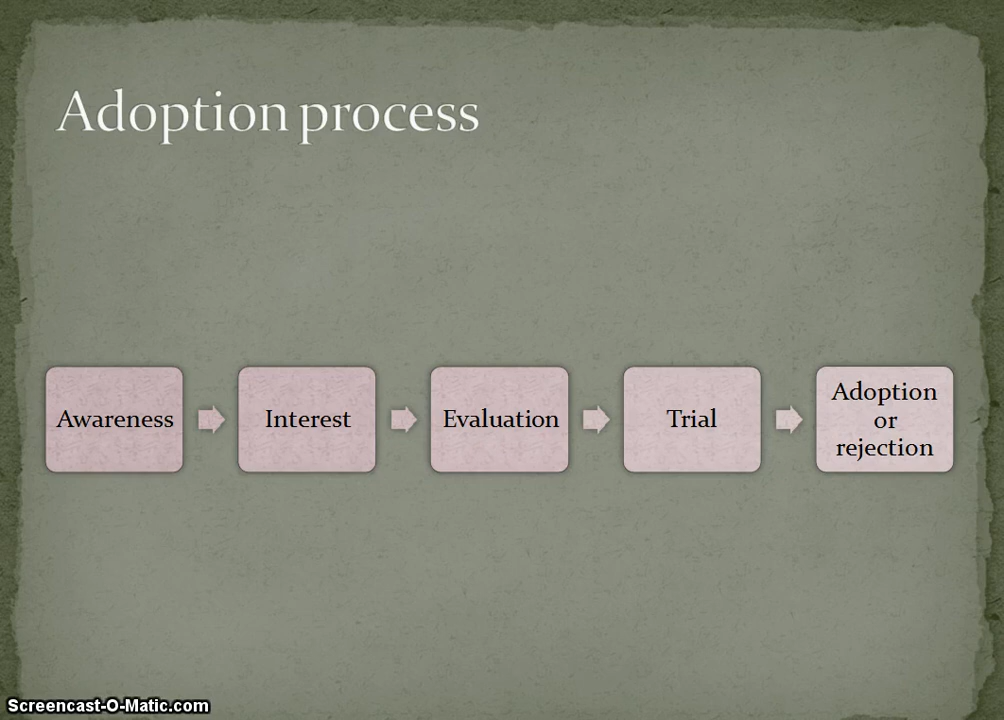 Adoption process
Awareness
Interest
Evaluation
Trial
Adoption
or
rejection
Screencast-O-Matic.com